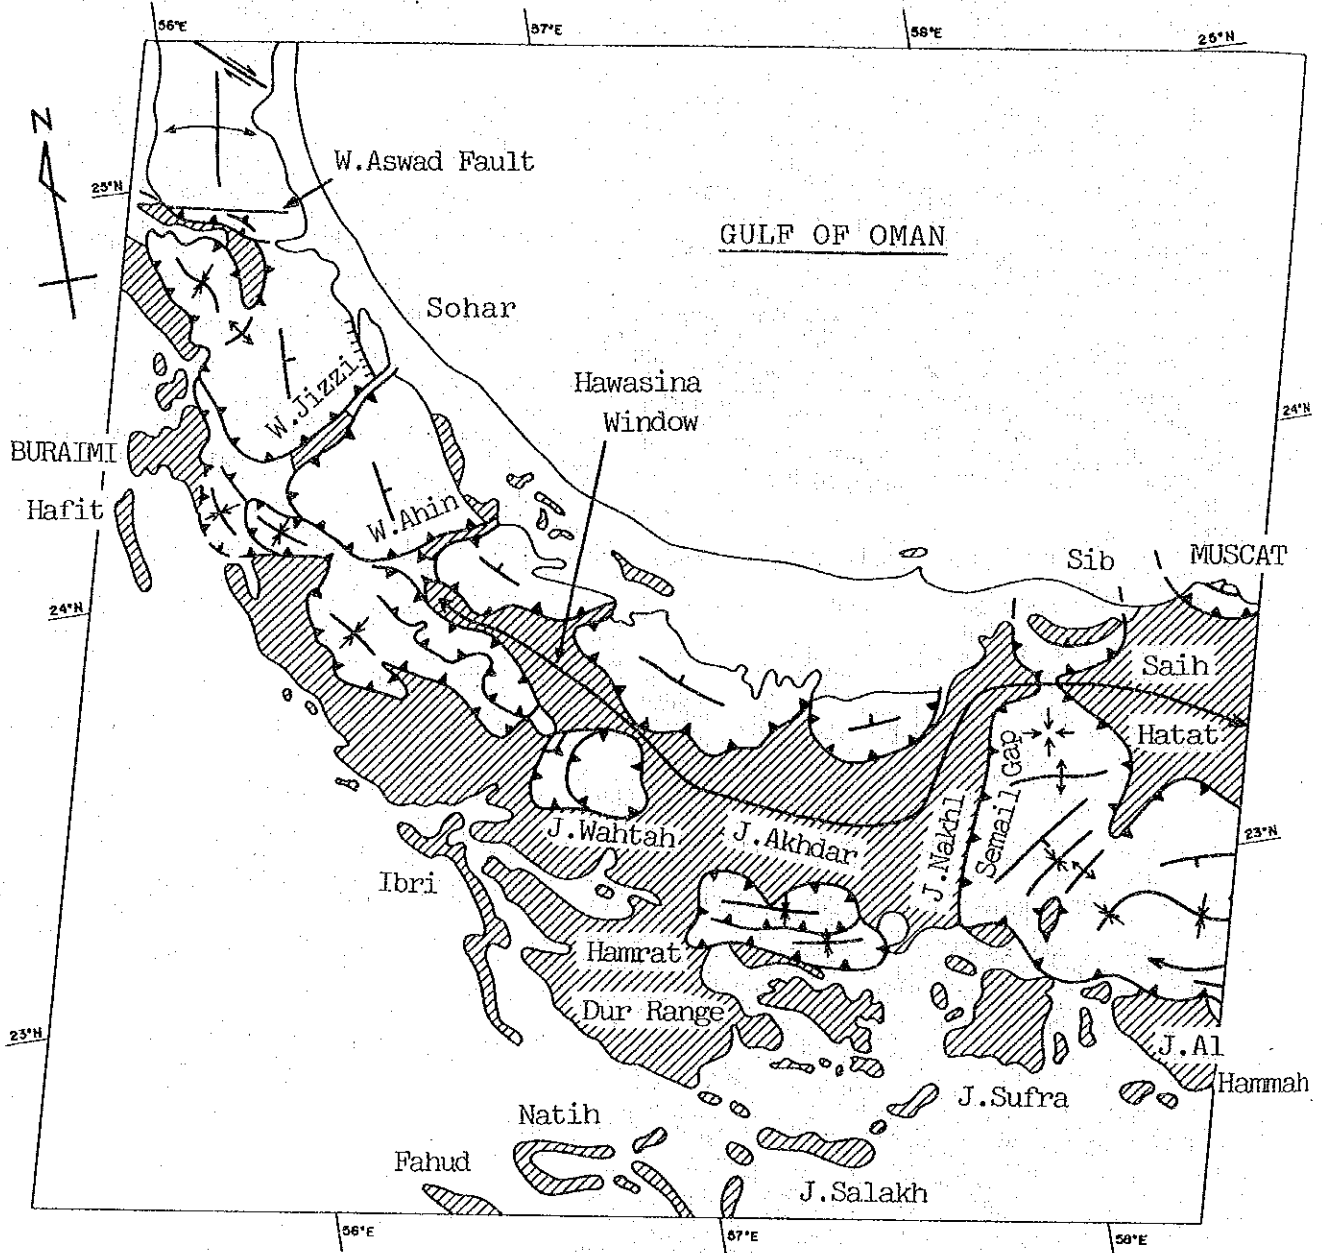 56°E
57°E
58°E
25°N
N
W.Aswad Fault
25°N
GULF OF OMAN
Sohar
Hawasina
Window
W.Jizzi
24°N
BURAIMI
Hafit
W.Ahin
Sib
MUSCAT
24°N
Saih
Hatat
Semail Gap
J.Nakhl
J.Wahtah
J.Akhdar
23°N
Ibri
Hamrat
Dur Range
23°N
J.Al
Hammah
J.Sufra
Natih
Fahud
J.Salakh
56°E
57°E
58°E